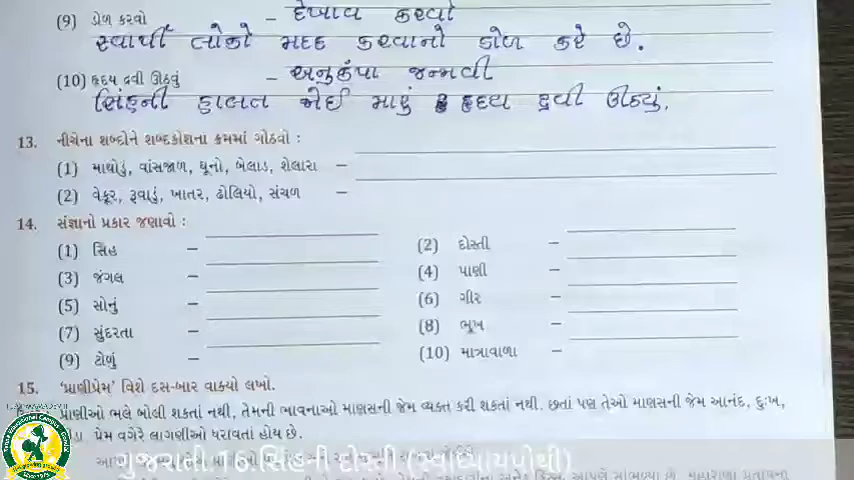 (9) ડોળ કરવો – દેખાવ કરવો
સ્વાર્થી લોકો મદદ કરવાનો ડોળ કરે છે.
(10) હૃદય દ્રવી ઊઠવું – અનુકંપા જન્મવી
સિંહની હાલત જોઈ મારું હૃદય દ્રવી ઊઠ્યું.
13. નીચેના શબ્દોને શબ્દકોશના ક્રમમાં ગોઠવો :
(1) માથોડું, વાંસજાળ, ધૂનો, બેલાડ, શેલારા –
(2) વેકૂર, રૂવાડું, ખાતર, ઢોલિયો, સંચળ –
14. સંજ્ઞાનો પ્રકાર જણાવો :
(1) સિંહ – (2) દોસ્તી –
(3) જંગલ – (4) પાણી –
(5) સોનું – (6) ગીર –
(7) સુંદરતા – (8) ભૂખ –
(9) ટોળું – (10) માત્રાવાળા –
15. 'પ્રાણીપ્રેમ' વિશે દસ-બાર વાક્યો લખો.
પ્રાણીઓ ભલે બોલી શકતાં નથી, તેમની ભાવનાઓ માણસની જેમ વ્યક્ત કરી શકતાં નથી. છતાં પણ તેઓ માણસની જેમ આનંદ, દુઃખ,
પ્રેમ વગેરે લાગણીઓ ધરાવતાં હોય છે.
ગુજરાતી.16.સિંહની દોસ્તી (સ્વાધ્યાયપોથી)